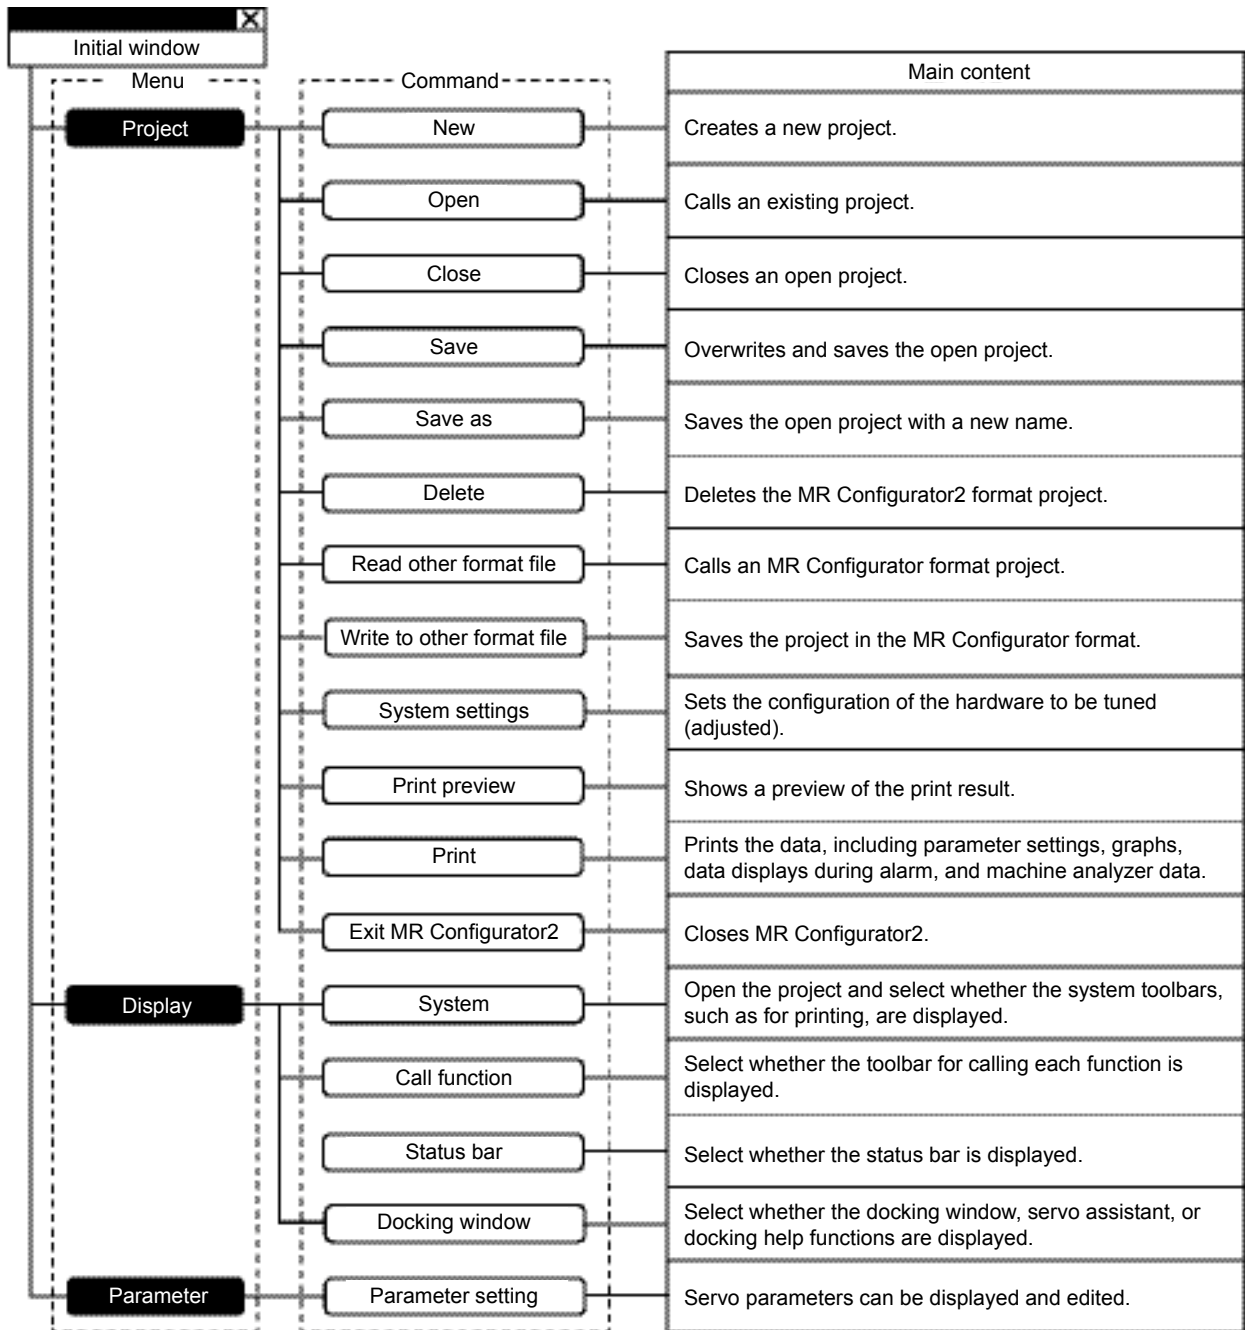 Initial window
Menu
Command
Main content
Project
New
Creates a new project.
Open
Calls an existing project.
Close
Closes an open project.
Save
Overwrites and saves the open project.
Save as
Saves the open project with a new name.
Delete
Deletes the MR Configurator2 format project.
Read other format file
Calls an MR Configurator format project.
Write to other format file
Saves the project in the MR Configurator format.
System settings
Sets the configuration of the hardware to be tuned
(adjusted).
Print preview
Shows a preview of the print result.
Print
Prints the data, including parameter settings, graphs,
data displays during alarm, and machine analyzer data.
Exit MR Configurator2
Closes MR Configurator2.
Display
System
Open the project and select whether the system toolbars,
such as for printing, are displayed.
Call function
Select whether the toolbar for calling each function is
displayed.
Status bar
Select whether the status bar is displayed.
Docking window
Select whether the docking window, servo assistant, or
docking help functions are displayed.
Parameter
Parameter setting
Servo parameters can be displayed and edited.